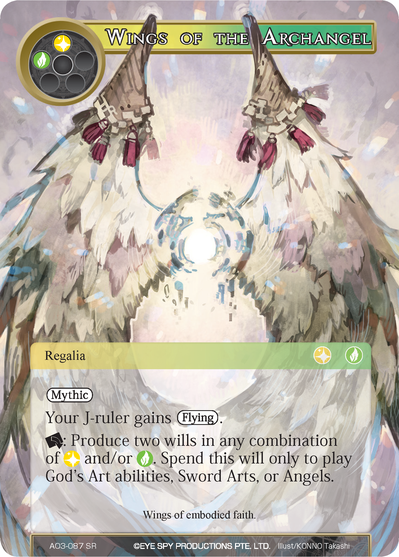 Wings of the Archangel
Regalia
Mythic
Your J-ruler gains Flying.
: Produce two wills in any combination
of and/or . Spend this will only to play
God's Art abilities, Sword Arts, or Angels.
Wings of embodied faith.
A03-087 SR ©EYE SPY PRODUCTIONS PTE. LTD. Illust/KONNO Takashi